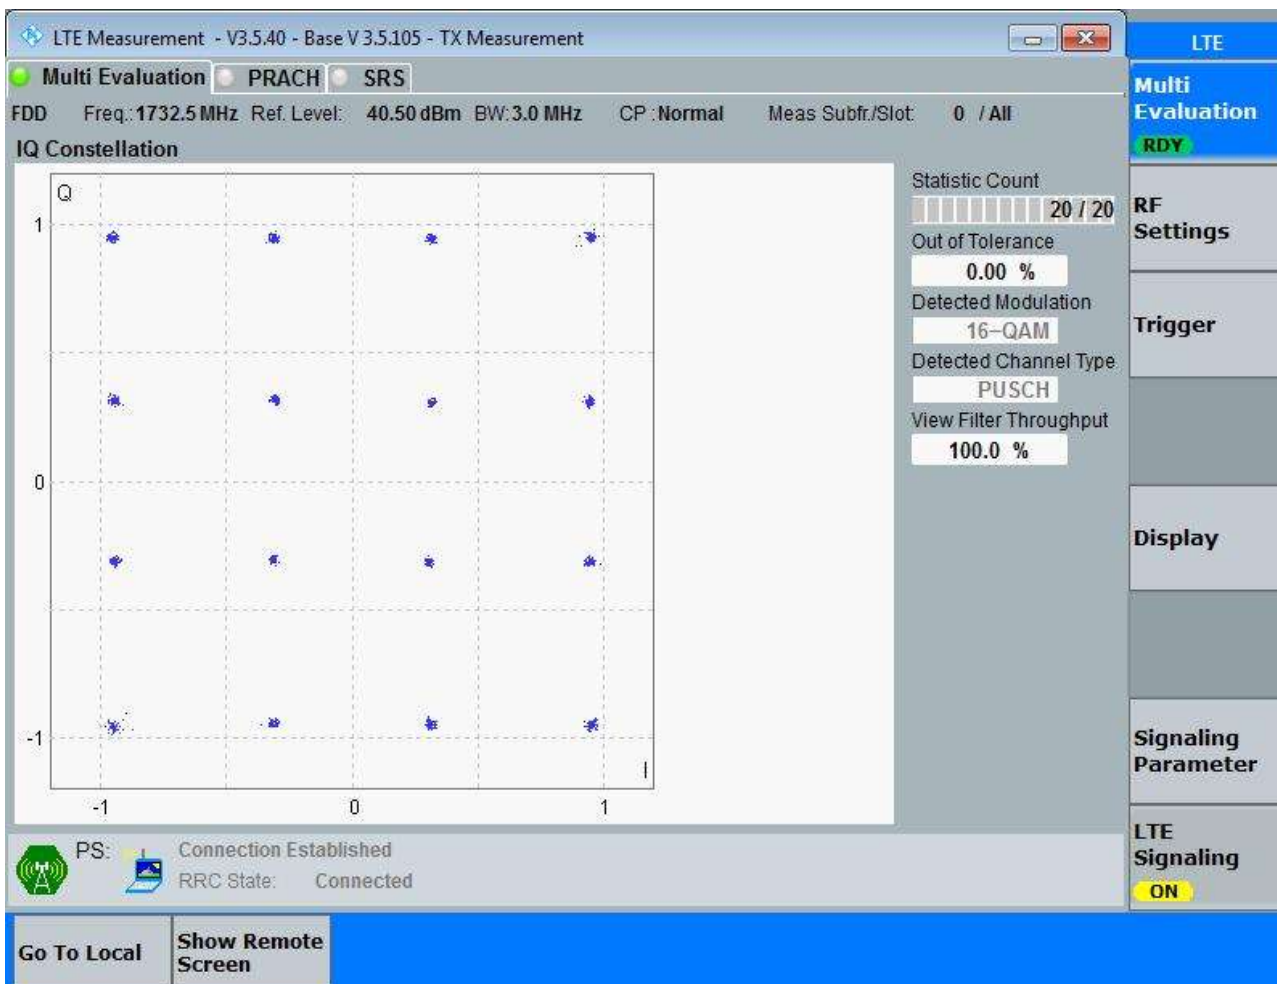 LTE Measurement - V3.5.40 - Base V 3.5.105 - TX Measurement
LTE
Multi Evaluation PRACH SRS
FDD Freq.: 1732.5 MHz Ref. Level: 40.50 dBm BW: 3.0 MHz CP : Normal Meas Subfr./Slot: 0 / All
IQ Constellation
Q
1
0
-1
I
-1 0 1
Statistic Count
20 / 20
Out of Tolerance
0.00 %
Detected Modulation
16-QAM
Detected Channel Type
PUSCH
View Filter Throughput
100.0 %
Multi
Evaluation
RDY
RF
Settings
Trigger
Display
Signaling
Parameter
LTE
Signaling
ON
PS: Connection Established
RRC State: Connected
Go To Local
Show Remote
Screen